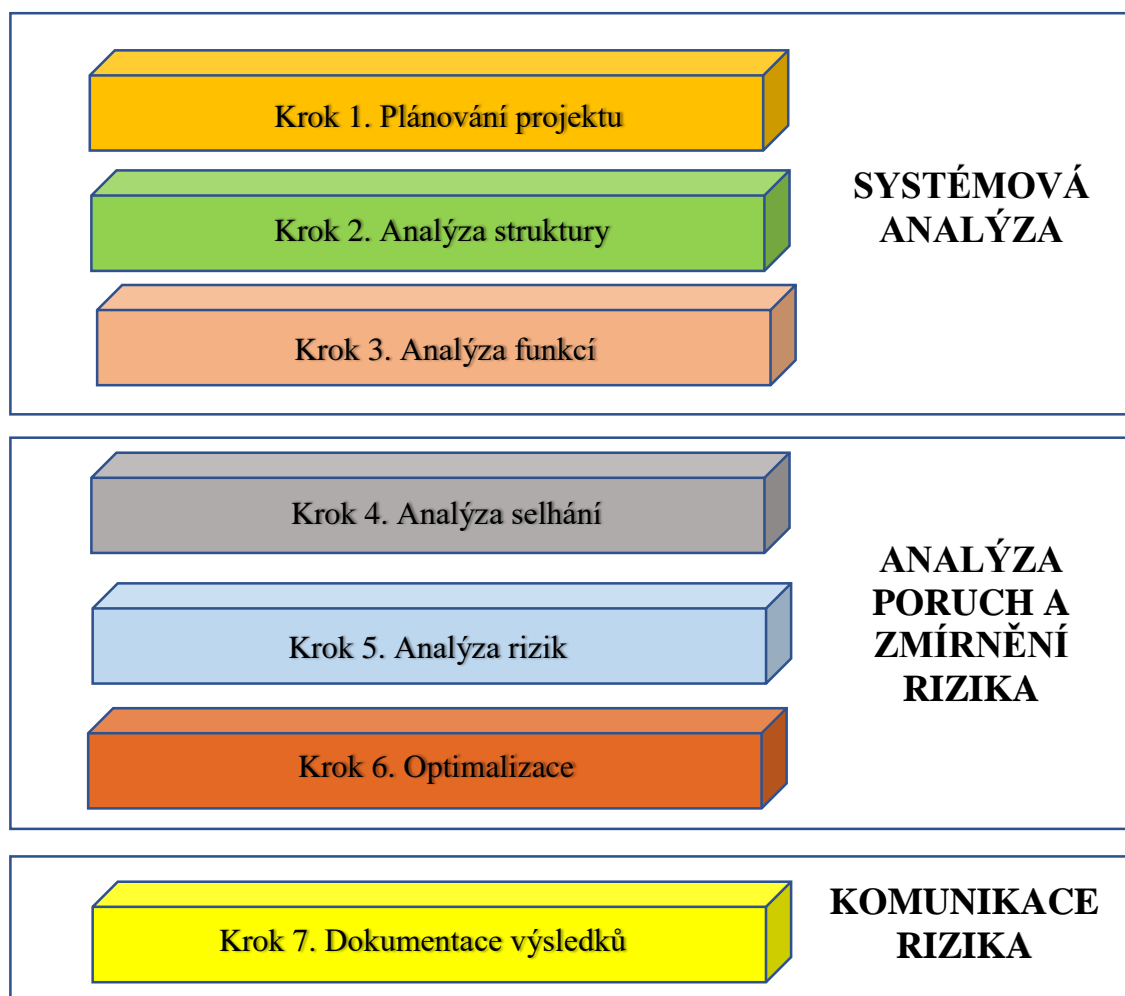 Krok 1. Plánování projektu
Krok 2. Analýza struktury
Krok 3. Analýza funkcí
SYSTÉMOVÁ
ANALÝZA
Krok 4. Analýza selhání
Krok 5. Analýza rizik
Krok 6. Optimalizace
ANALÝZA
PORUCH A
ZMÍRNĚNÍ
RIZIKA
Krok 7. Dokumentace výsledků
KOMUNIKACE
RIZIKA